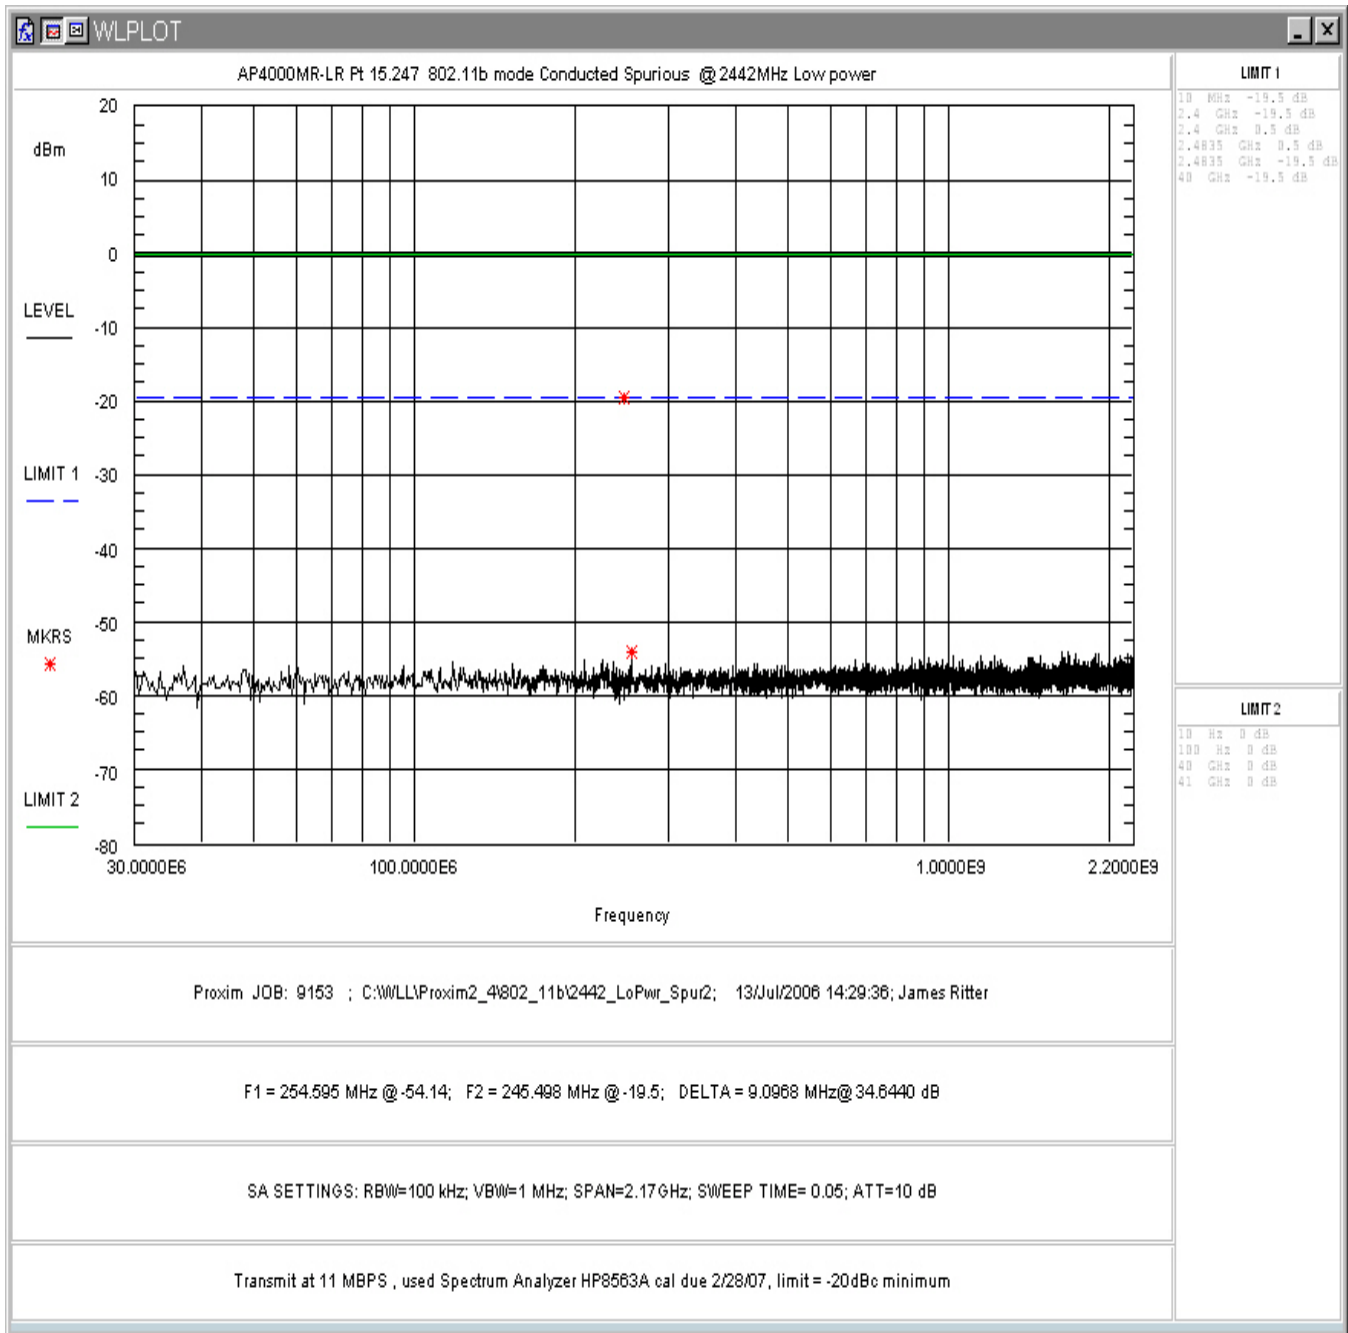 WLPLOT
AP4000MR-LR Pt 15.247 802.11b mode Conducted Spurious @ 2442MHz Low power
LIMIT 1
10 MHz -19.5 dB
2.4 GHz -19.5 dB
2.4 GHz 0.5 dB
2.4835 GHz 0.5 dB
2.4835 GHz -19.5 dB
40 GHz -19.5 dB
dBm
20
10
0
-10
-20
-30
-40
-50
-60
-70
-80
LEVEL
LIMIT 1
MKRS
LIMIT 2
30.0000E6
100.0000E6
1.0000E9
2.2000E9
Frequency
LIMIT 2
10 Hz 0 dB
100 Hz 0 dB
40 GHz 0 dB
41 GHz 0 dB
Proxim JOB: 9153 ; C:\WLL\Proxim2_4\802_11b\2442_LoPwr_Spur2; 13/Jul/2006 14:29:36; James Ritter
F1 = 254.595 MHz @ -54.14; F2 = 245.498 MHz @ -19.5; DELTA = 9.0968 MHz@ 34.6440 dB
SA SETTINGS: RBW=100 kHz; VBW=1 MHz; SPAN=2.17GHz; SWEEP TIME= 0.05; ATT=10 dB
Transmit at 11 MBPS , used Spectrum Analyzer HP8563A cal due 2/28/07, limit = -20dBc minimum